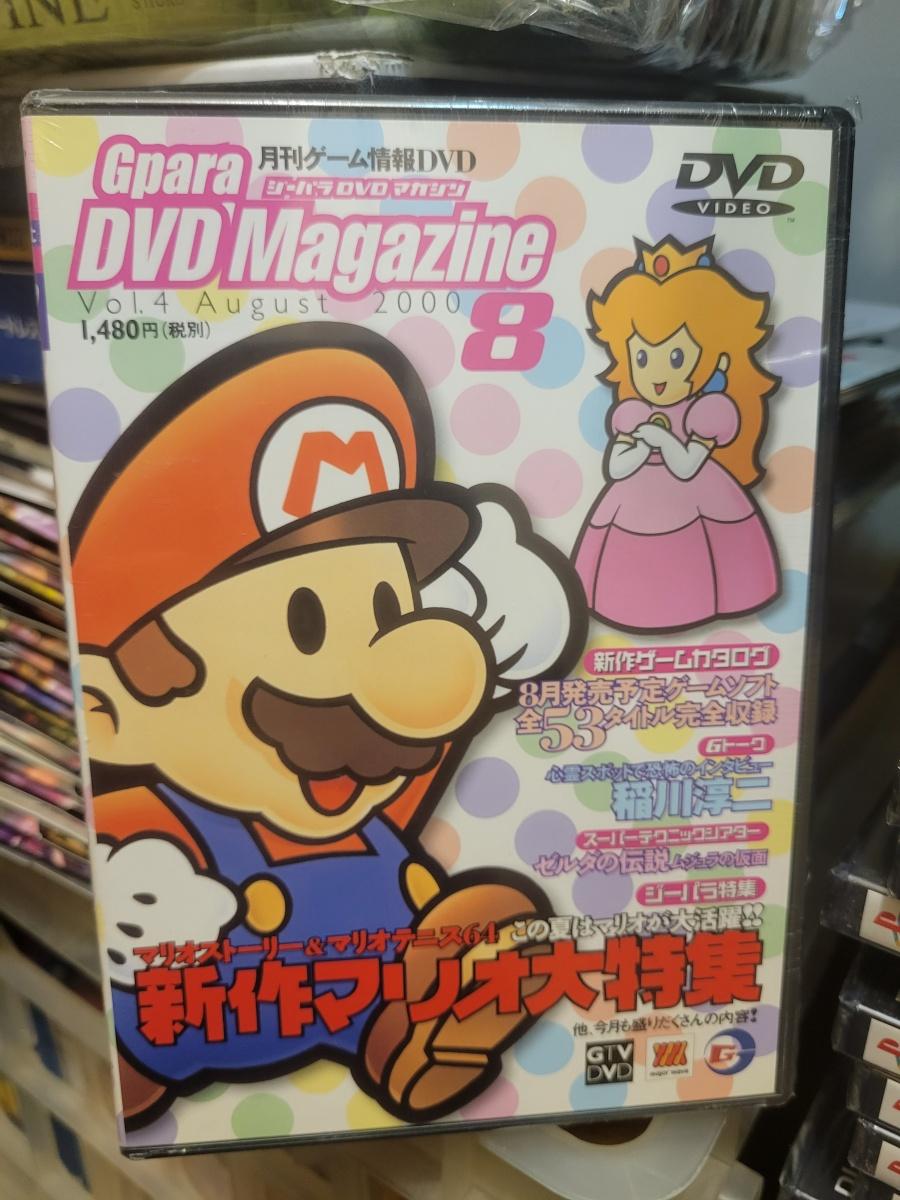 Gpara
月刊ゲーム情報DVD
ジーパラDVDマガジン
DVD Magazine
DVD
VIDEO
TM
Vol.4 August 2000
8
1,480円(税別)
M
新作ゲームカタログ
8月発売予定ゲームソフト
全53タイトル完全収録
Gトーク
心霊スポットで恐怖のインタビュー
稲川淳二
スーパーテクニックシアター
ゼルダの伝説ムジュラの仮面
ジーパラ特集
マリオストーリー&マリオテニス64 この夏はマリオが大活躍!!
新作マリオ大特集
他、今月も盛りだくさんの内容!
GTV
DVD
major wave
G